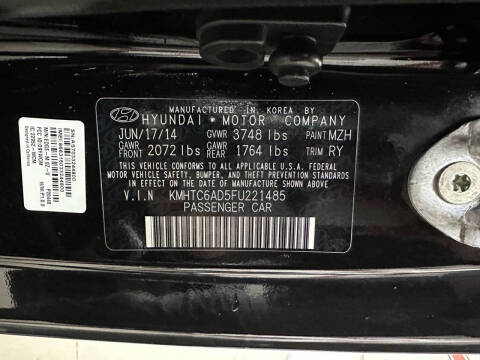 MANUFACTURED IN KOREA BY
HYUNDAI MOTOR COMPANY
JUN/17/14 GVWR 3748 lbs PAINT MZH
GAWR FRONT 2072 lbs GAWR REAR 1764 lbs TRIM RY
THIS VEHICLE CONFORMS TO ALL APPLICABLE
U.S. FEDERAL MOTOR VEHICLE SAFETY,
BUMPER, AND THEFT PREVENTION STANDARDS
IN EFFECT ON THE DATE OF MANUFACTURE
SHOWN ABOVE.
V.I.N KMHTC6AD5FU221485
PASSENGER CAR